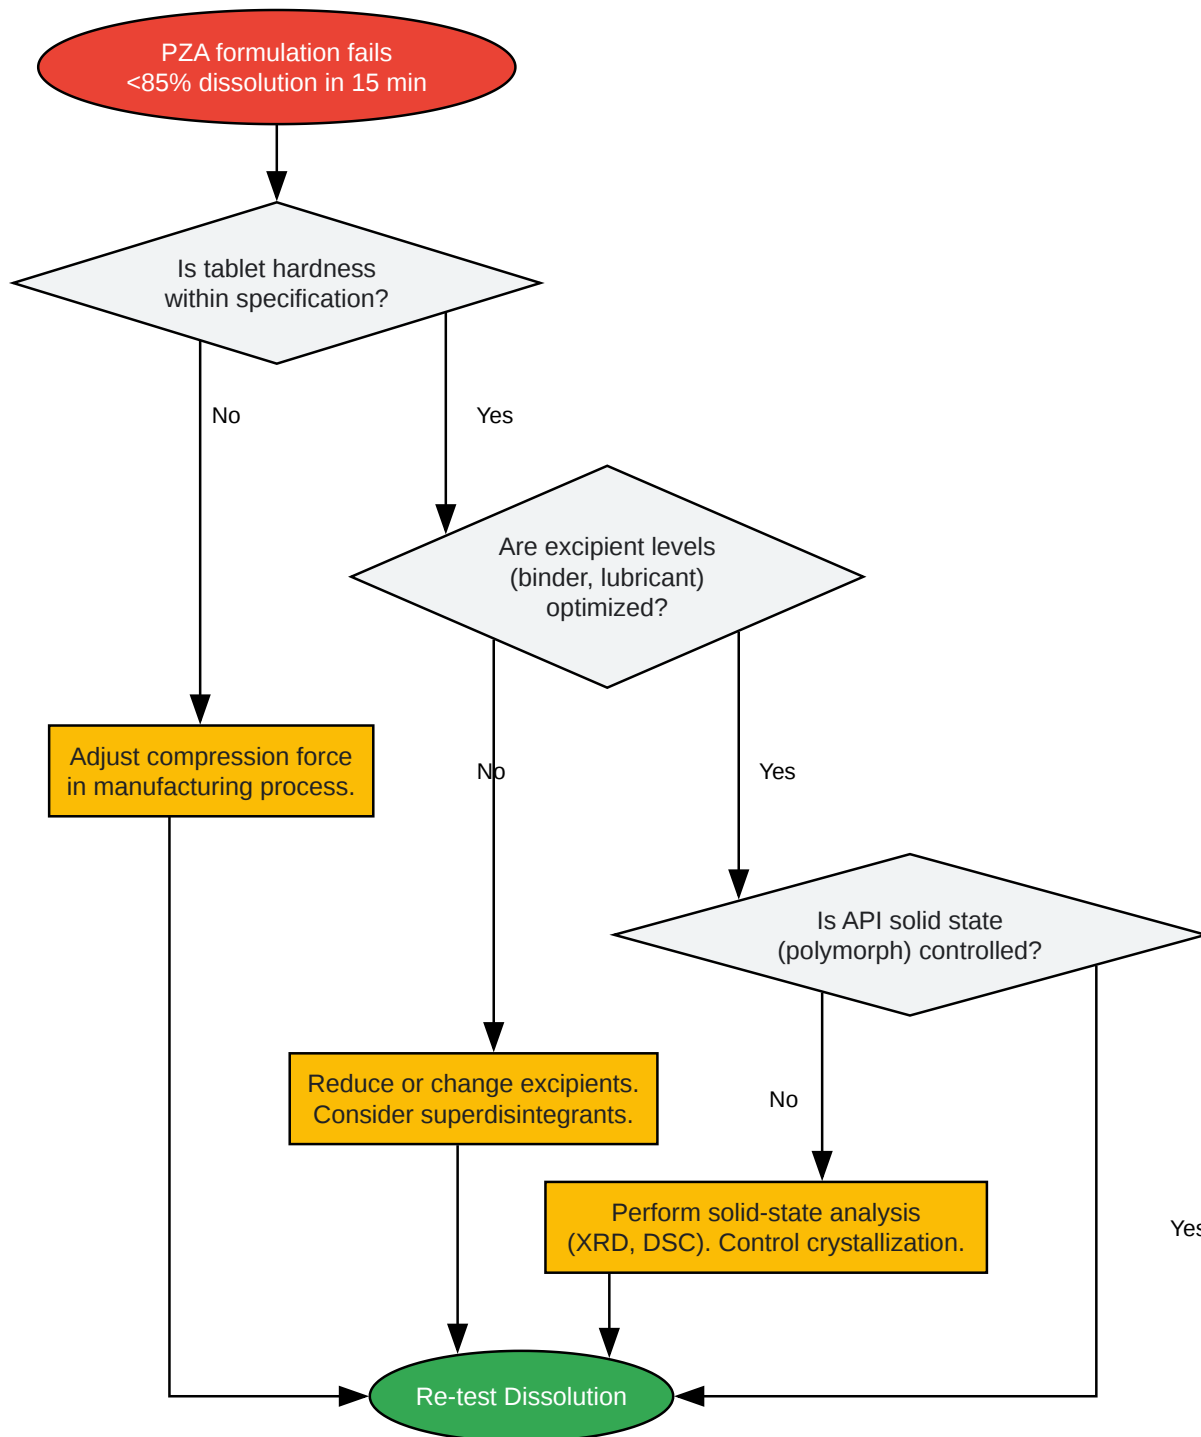 PZA formulation fails
<85% dissolution in 15 min
Is tablet hardness
within specification?
No
Yes
Are excipient levels
(binder, lubricant)
optimized?
Adjust compression force
in manufacturing process.
No
Yes
Is API solid state
(polymorph) controlled?
Reduce or change excipients.
Consider superdisintegrants.
No
Perform solid-state analysis
(XRD, DSC). Control crystallization.
Yes
Re-test Dissolution